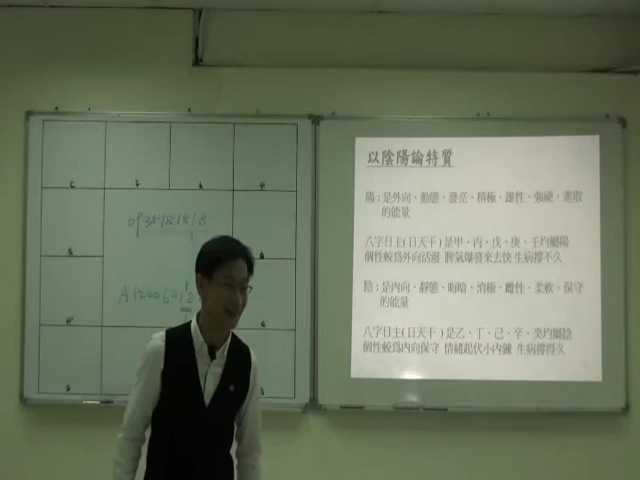 0935181818
A12006018
以陰陽論特質
陽:是外向、動態、發亮、積極、雄性、強硬、進取
的能量
八字日主(日天干)是甲、丙、戊、庚、壬均屬陽
個性較為外向活潑 脾氣爆發來去快 生病撐不久
陰:是內向、靜態、晦暗、消極、雌性、柔軟、保守
的能量
八字日主(日天干)是乙、丁、己、辛、癸均屬陰
個性較為內向保守 情緒起伏小內鍊 生病撐得久